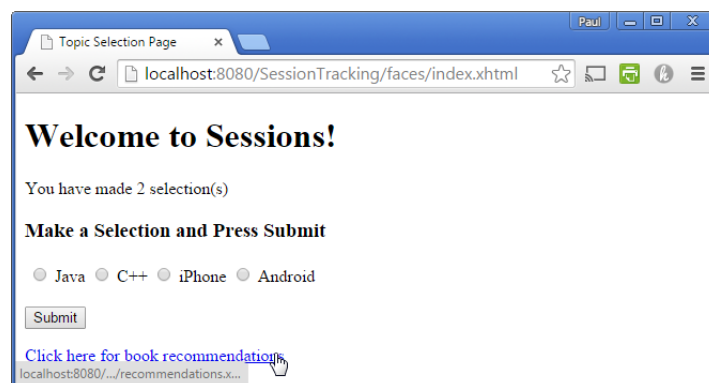 Paul
Topic Selection Page
localhost:8080/SessionTracking/faces/index.xhtml
Welcome to Sessions!
You have made 2 selection(s)
Make a Selection and Press Submit
Java C++ iPhone Android
Submit
Click here for book recommendations
localhost:8080/.../recommendations.x...